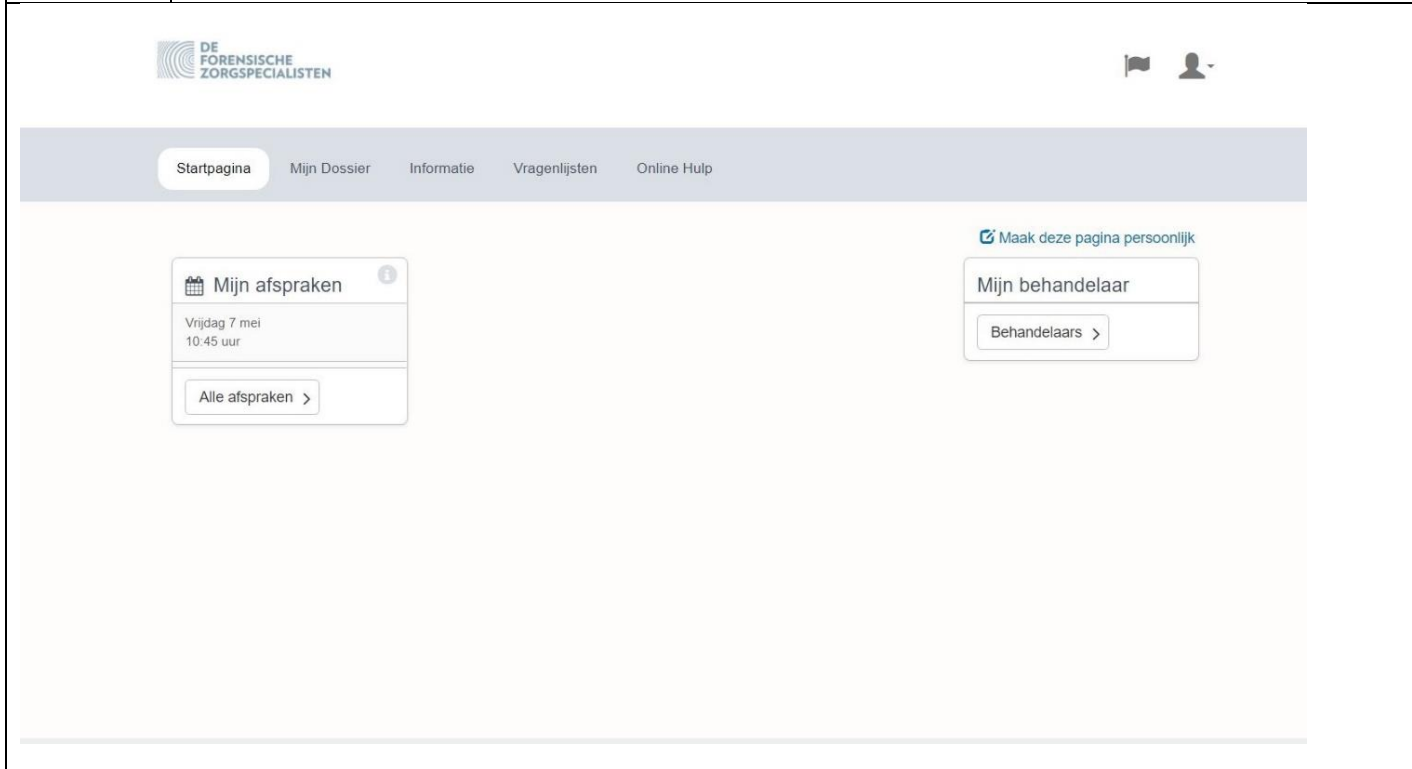 DE
FORENSISCHE
ZORGSPECIALISTEN
Startpagina Mijn Dossier Informatie Vragenlijsten Online Hulp
Maak deze pagina persoonlijk
Mijn afspraken
Vrijdag 7 mei
10:45 uur
Alle afspraken
Mijn behandelaar
Behandelaars